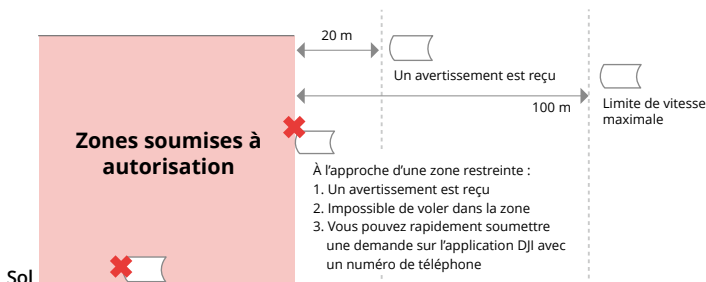 20 m
Un avertissement est reçu
100 m
Limite de vitesse
maximale
Zones soumises à
autorisation
À l’approche d’une zone restreinte :
1. Un avertissement est reçu
2. Impossible de voler dans la zone
3. Vous pouvez rapidement soumettre
une demande sur l’application DJI avec
un numéro de téléphone
Sol